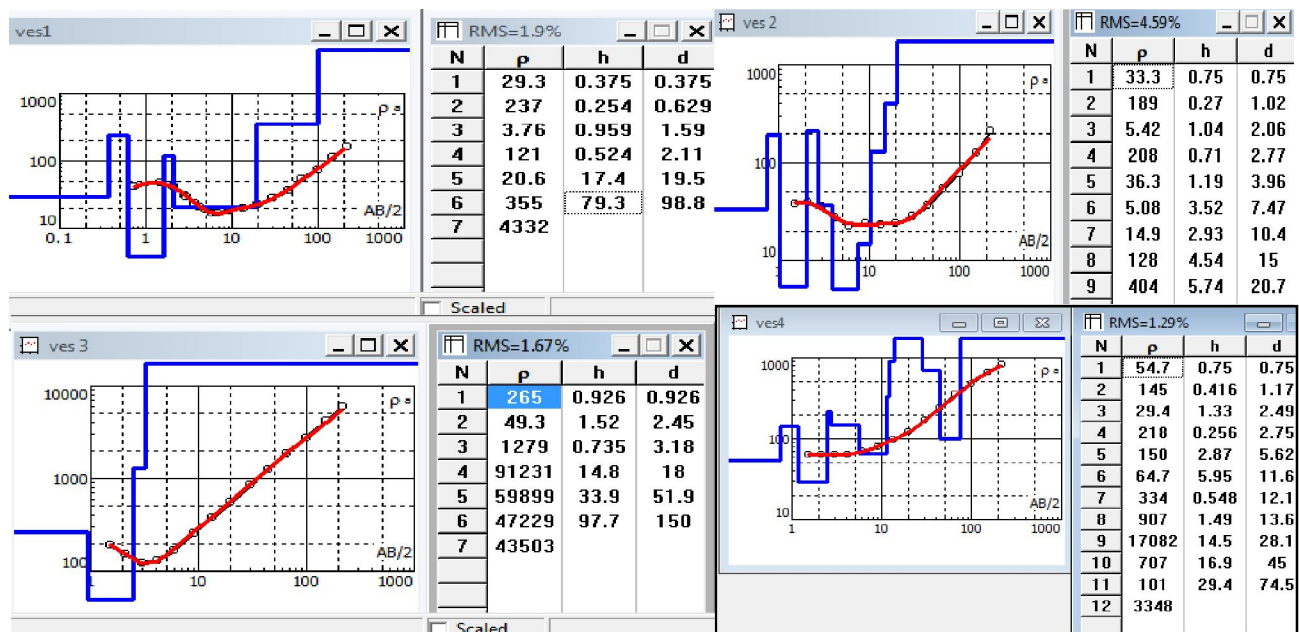 ves1
1000
100
10
0.1 1 10 100 1000
ρa
AB/2
RMS=1.9%
N ρ h d
1 29.3 0.375 0.375
2 237 0.254 0.629
3 3.76 0.959 1.59
4 121 0.524 2.11
5 20.6 17.4 19.5
6 355 79.3 98.8
7 4332
Scaled
ves 2
1000
100
10
1 10 100 1000
ρa
AB/2
RMS=4.59%
N ρ h d
1 33.3 0.75 0.75
2 189 0.27 1.02
3 5.42 1.04 2.06
4 208 0.71 2.77
5 36.3 1.19 3.96
6 5.08 3.52 7.47
7 14.9 2.93 10.4
8 128 4.54 15
9 404 5.74 20.7
ves 3
10000
1000
100
1 10 100 1000
ρa
AB/2
RMS=1.67%
N ρ h d
1 265 0.926 0.926
2 49.3 1.52 2.45
3 1279 0.735 3.18
4 91231 14.8 18
5 59899 33.9 51.9
6 47229 97.7 150
7 43503
Scaled
ves4
1000
100
10
1 10 100 1000
ρa
AB/2
RMS=1.29%
N ρ h d
1 54.7 0.75 0.75
2 145 0.416 1.17
3 29.4 1.33 2.49
4 218 0.256 2.75
5 150 2.87 5.62
6 64.7 5.95 11.6
7 334 0.548 12.1
8 907 1.49 13.6
9 17082 14.5 28.1
10 707 16.9 45
11 101 29.4 74.5
12 3348